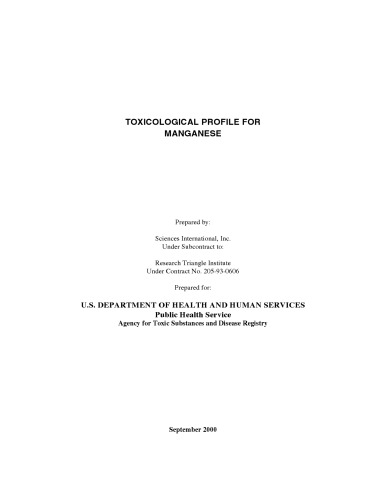 TOXICOLOGICAL PROFILE FOR
MANGANESE
Prepared by:
Sciences International, Inc.
Under Subcontract to:
Research Triangle Institute
Under Contract No. 205-93-0606
Prepared for:
U.S. DEPARTMENT OF HEALTH AND HUMAN SERVICES
Public Health Service
Agency for Toxic Substances and Disease Registry
September 2000